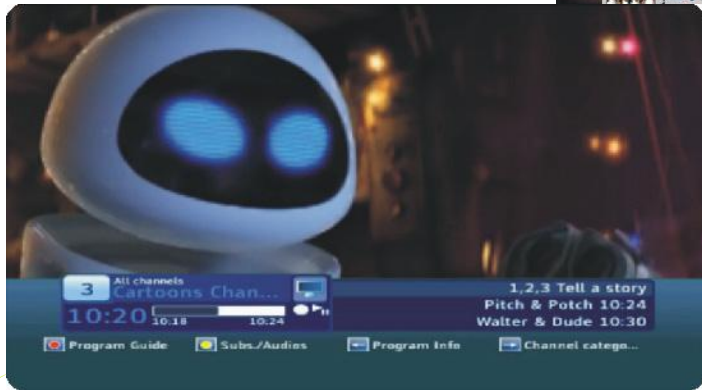 3 All channels
Cartoons Chan...
10:20 10:18 10:24
1,2,3 Tell a story
Pitch & Potch 10:24
Walter & Dude 10:30
Program Guide Subs./Audios Program Info Channel catego...